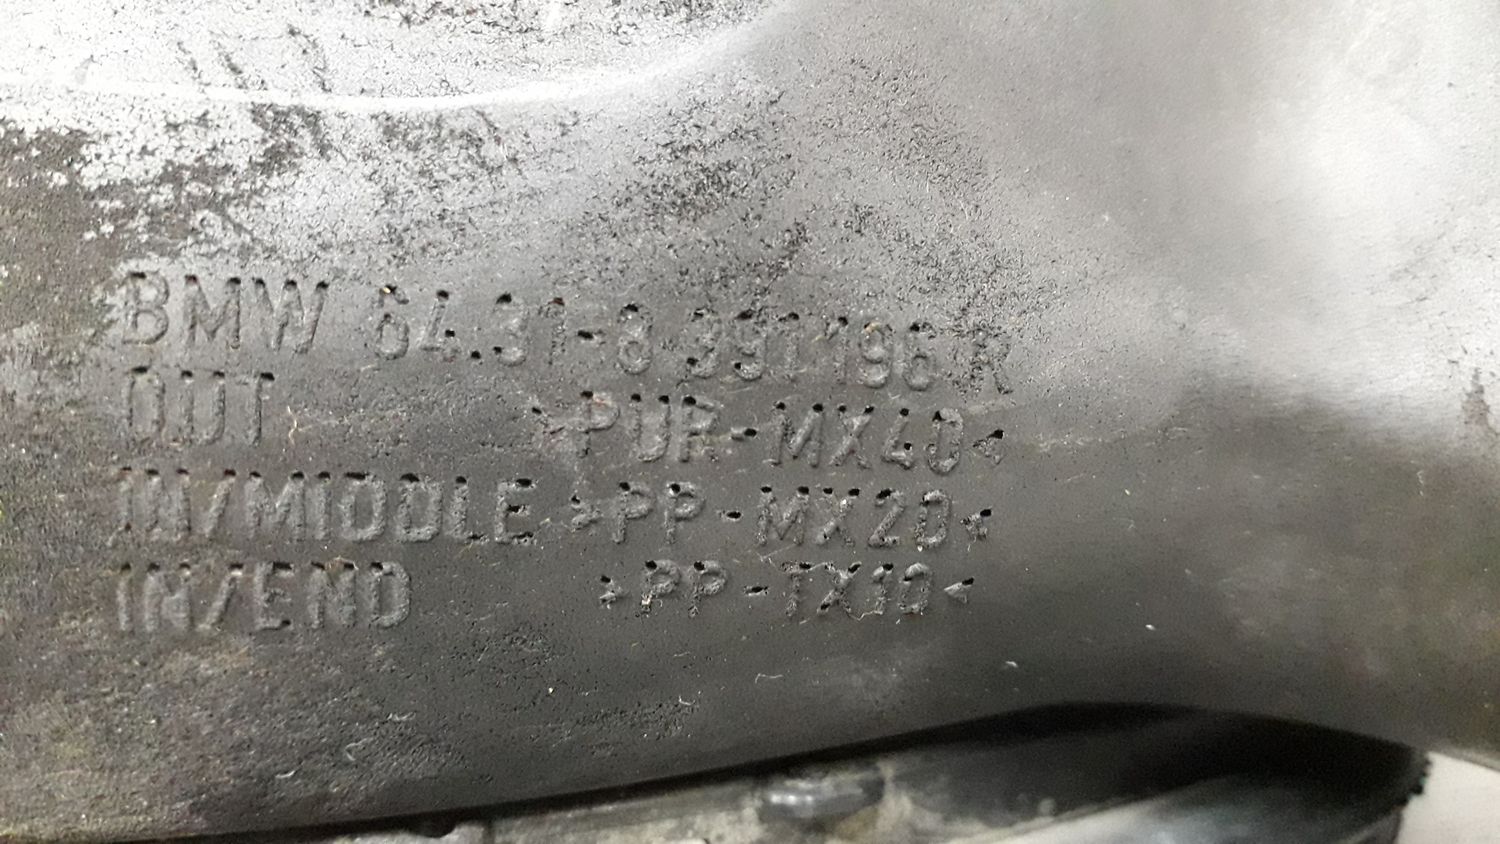 BMW 64.31-8 391 196 R
OUT >PUR-MX40<
IN/MIDDLE >PP-MX20<
IN/END >PP-TX10<